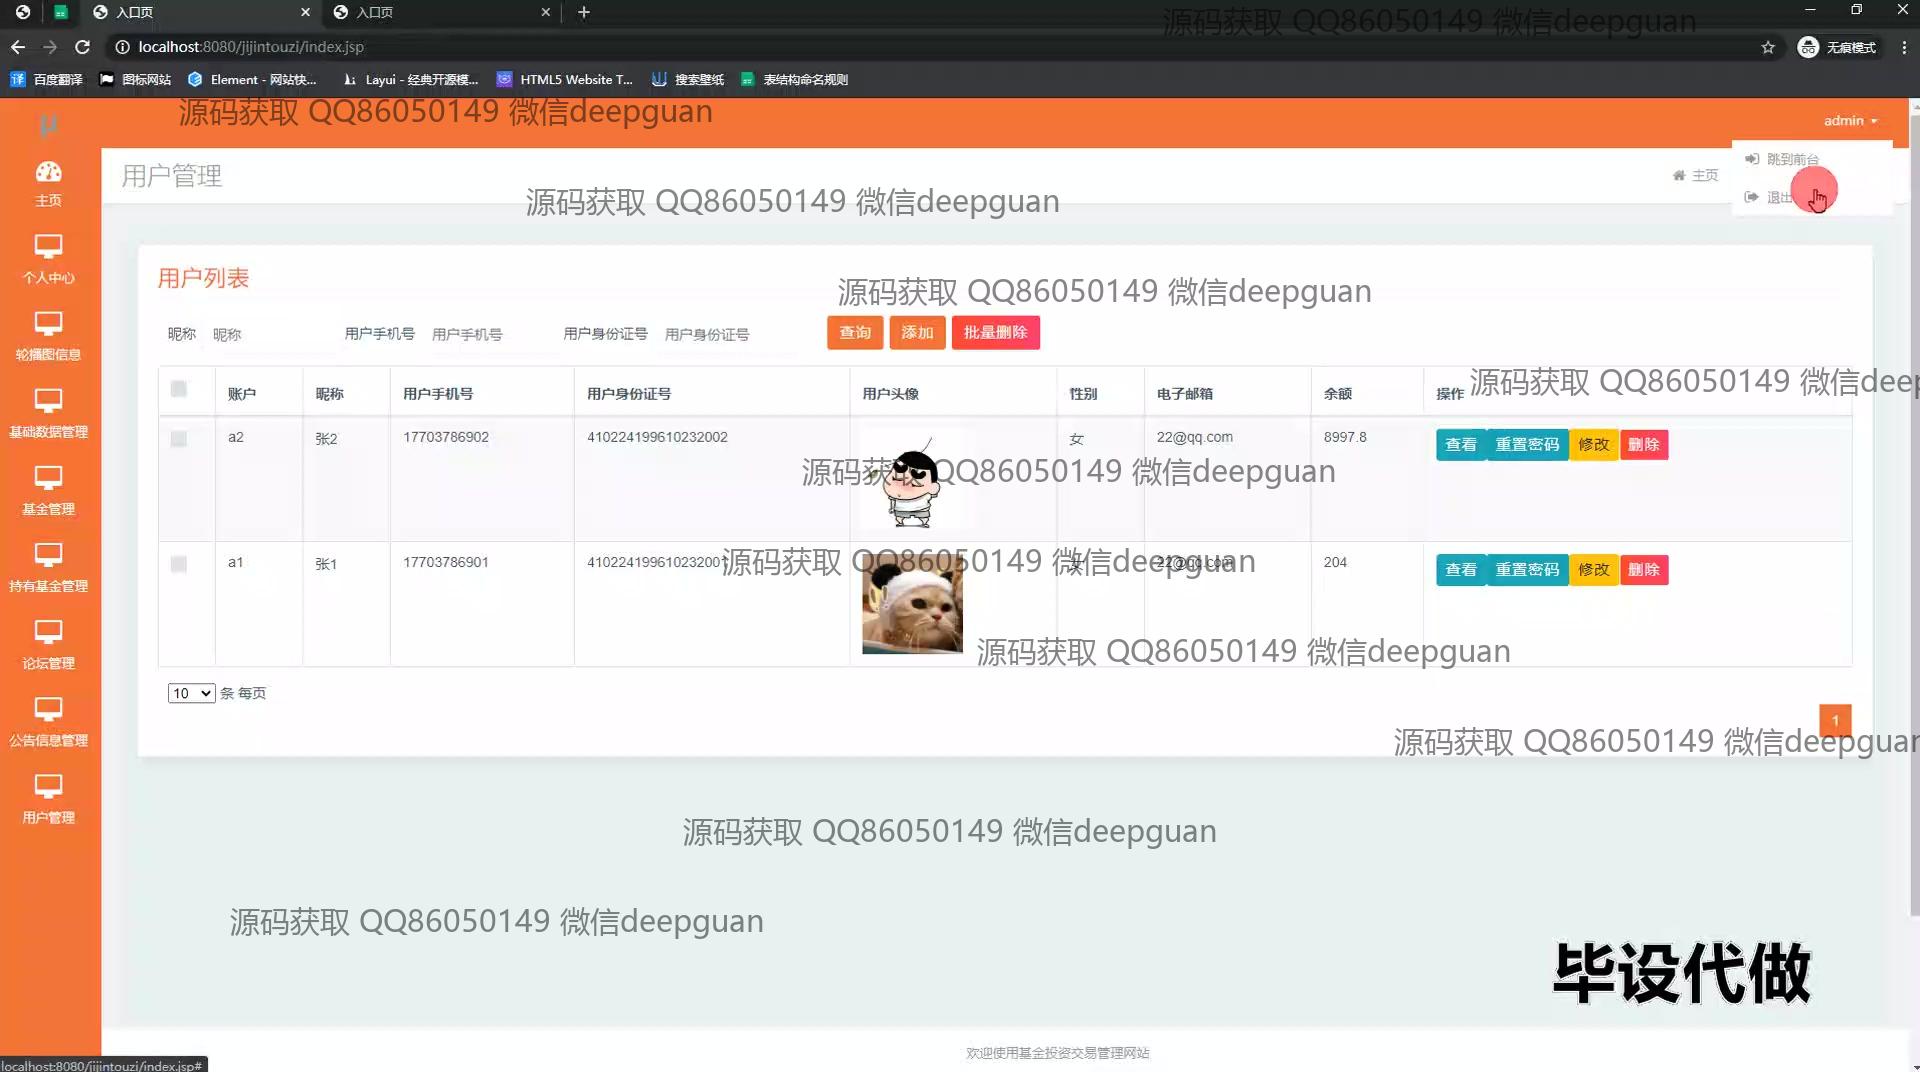 入口页
入口页
localhost:8080/jijintouzi/index.jsp
无痕模式
百度翻译
图标网站
Element - 网站快...
Layui - 经典开源模...
HTML5 Website T...
搜索壁纸
表结构命名规则
源码获取 QQ86050149 微信deepguan
源码获取 QQ86050149 微信deepguan
μ
admin
跳到前台
退出
主页
用户管理
主页
源码获取 QQ86050149 微信deepguan
个人中心
轮播图信息
基础数据管理
基金管理
持有基金管理
论坛管理
公告信息管理
用户管理
用户列表
源码获取 QQ86050149 微信deepguan
昵称 昵称 用户手机号 用户手机号 用户身份证号 用户身份证号 查询 添加 批量删除
账户 昵称 用户手机号 用户身份证号 用户头像 性别 电子邮箱 余额 操作
源码获取 QQ86050149 微信deep
a2 张2 17703786902 410224199610232002 女 22@qq.com 8997.8 查看 重置密码 修改 删除
源码获取 QQ86050149 微信deepguan
a1 张1 17703786901 410224199610232001 女 22@qq.com 204 查看 重置密码 修改 删除
源码获取 QQ86050149 微信deepguan
源码获取 QQ86050149 微信deepguan
10 条 每页
1
源码获取 QQ86050149 微信deepguan
源码获取 QQ86050149 微信deepguan
源码获取 QQ86050149 微信deepguan
毕设代做
欢迎使用基金投资交易管理网站
localhost:8080/jijintouzi/index.jsp#